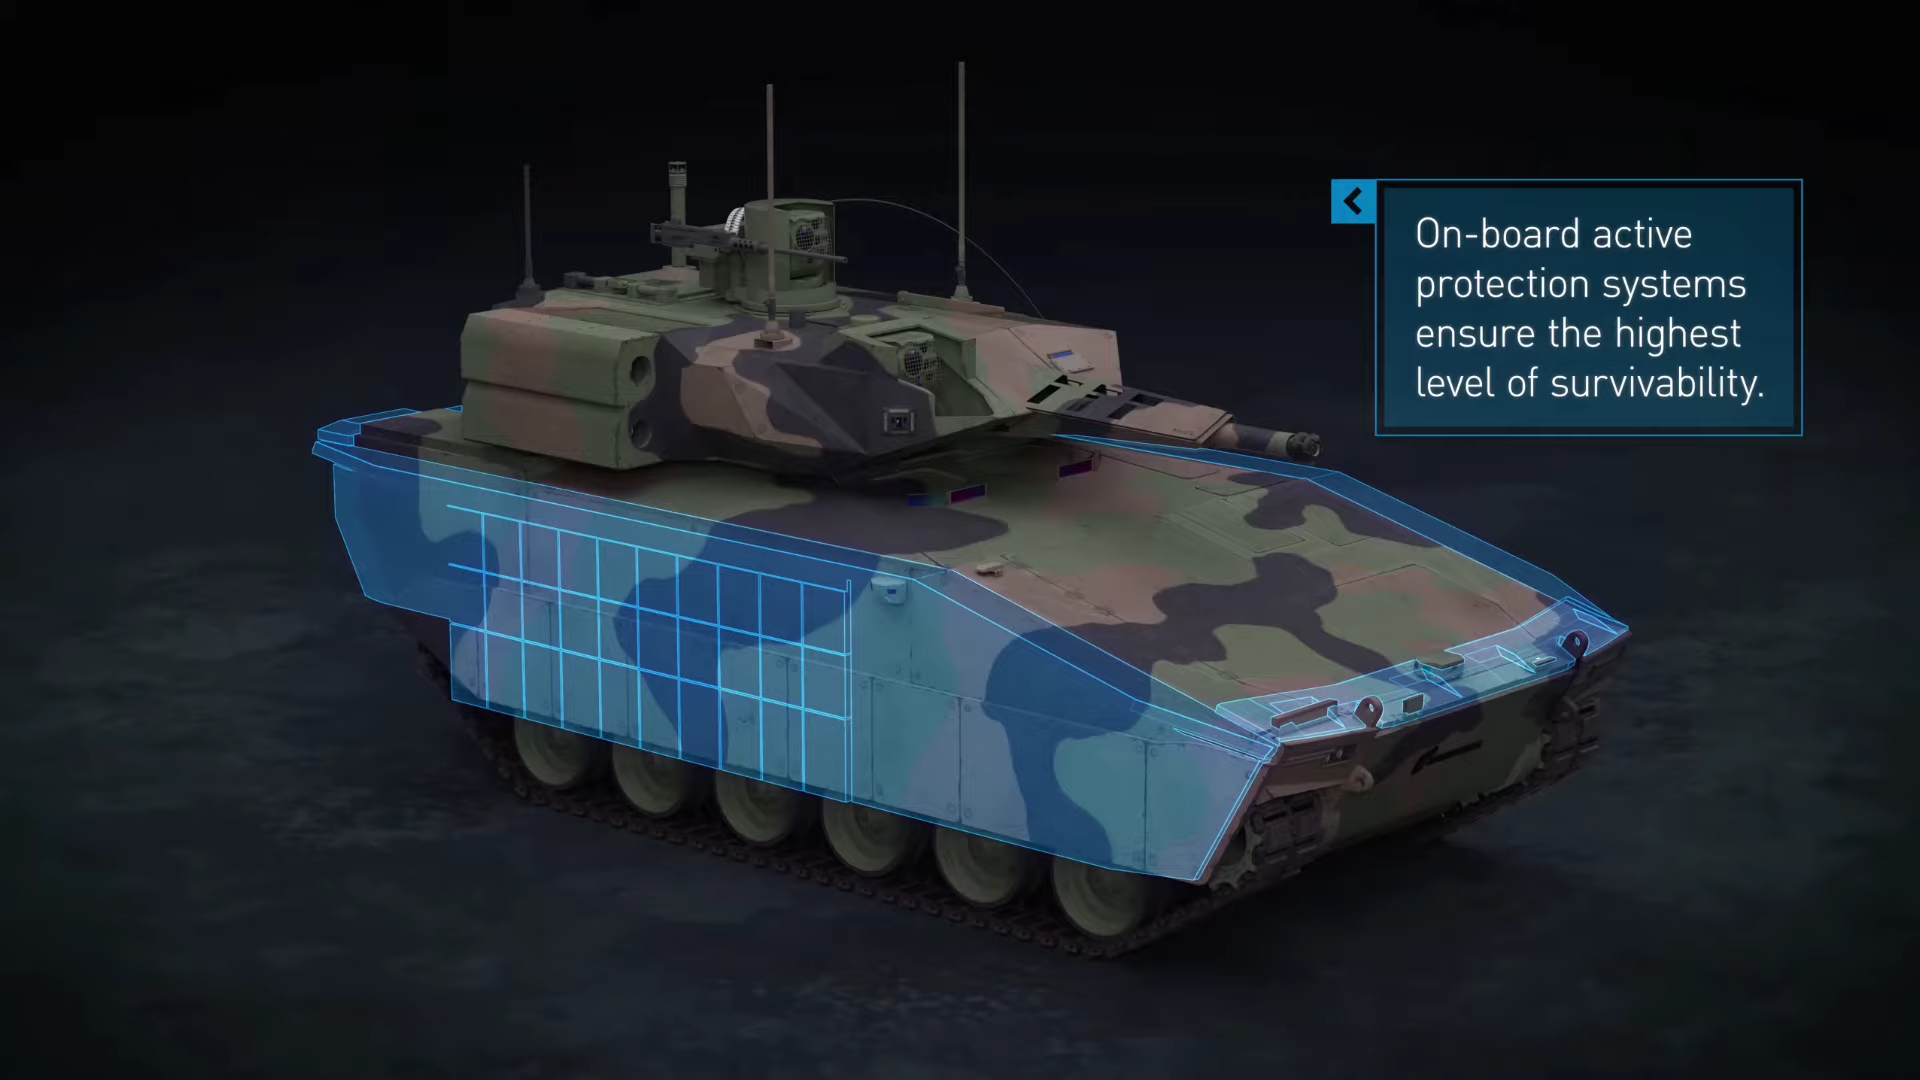 On-board active
protection systems
ensure the highest
level of survivability.